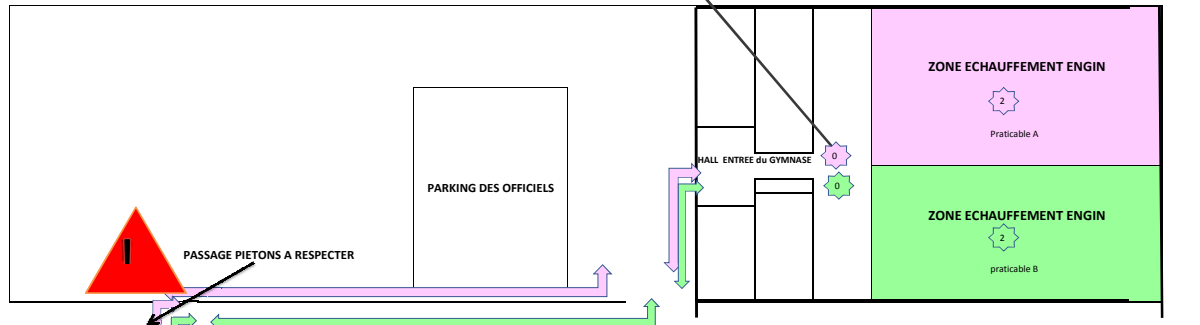 ZONE ECHAUFFEMENT ENGIN
2
Praticable A
HALL ENTREE du GYMNASE
0
PARKING DES OFFICIELS
0
ZONE ECHAUFFEMENT ENGIN
2
praticable B
PASSAGE PIETONS A RESPECTER
I